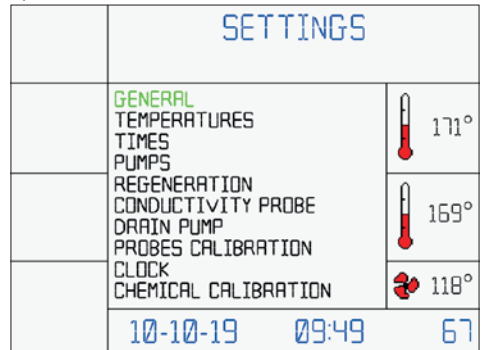 SETTINGS
GENERAL
TEMPERATURES
TIMES
PUMPS
REGENERATION
CONDUCTIVITY PROBE
DRAIN PUMP
PROBES CALIBRATION
CLOCK
CHEMICAL CALIBRATION
171°
169°
118°
10-10-19 09:49 67